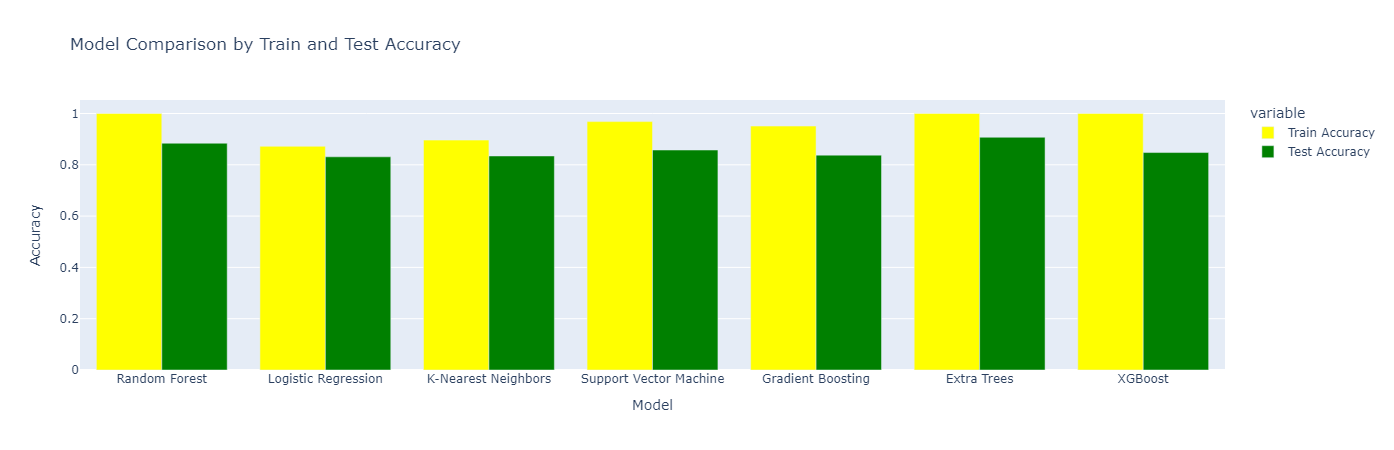 Model Comparison by Train and Test Accuracy
variable
Train Accuracy
Test Accuracy
Accuracy
1
0.8
0.6
0.4
0.2
0
Random Forest
Logistic Regression
K-Nearest Neighbors
Support Vector Machine
Gradient Boosting
Extra Trees
XGBoost
Model